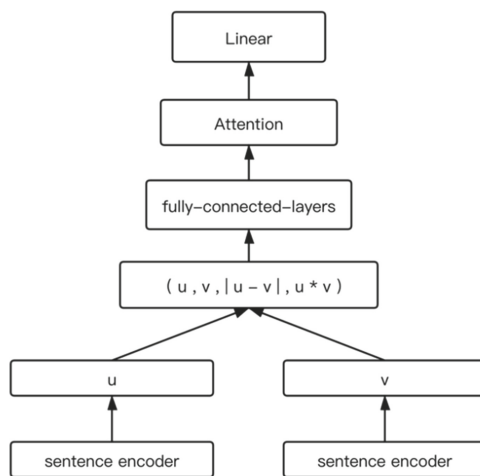 Linear
Attention
fully-connected-layers
( u , v , | u - v | , u * v )
u
v
sentence encoder
sentence encoder